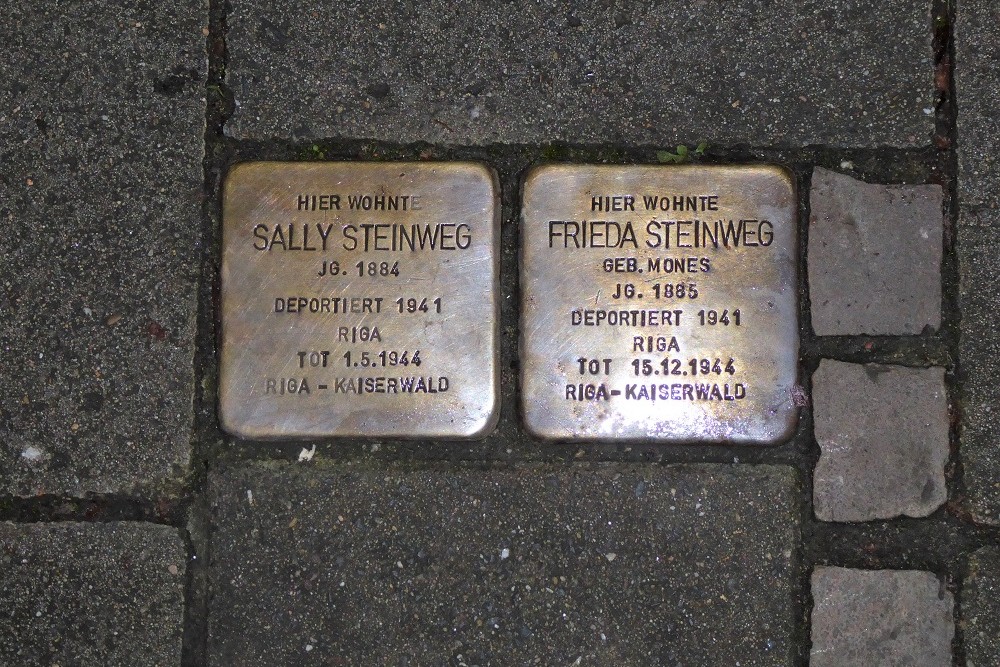 HIER WOHNTE
SALLY STEINWEG
JG. 1884
DEPORTIERT 1941
RIGA
TOT 1.5.1944
RIGA - KAISERWALD
HIER WOHNTE
FRIEDA STEINWEG
GEB. MONES
JG. 1885
DEPORTIERT 1941
RIGA
TOT 15.12.1944
RIGA - KAISERWALD